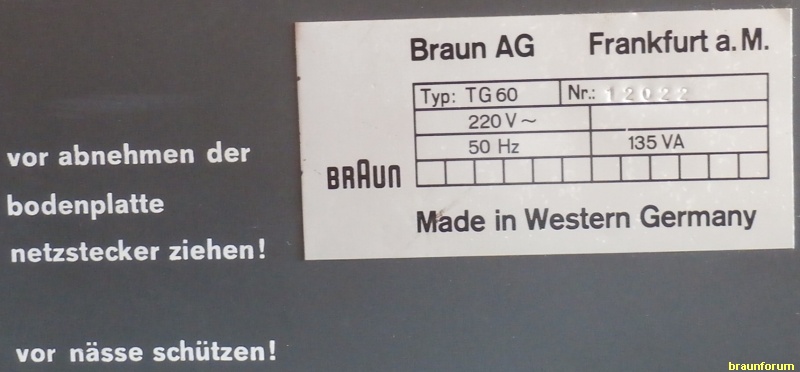 vor abnehmen der
bodenplatte
netzstecker ziehen!
vor nässe schützen!
Braun AG Frankfurt a. M.
Typ: TG 60 Nr.: 12022
220 V ~
50 Hz 135 VA
BRAUN
Made in Western Germany
braunforum